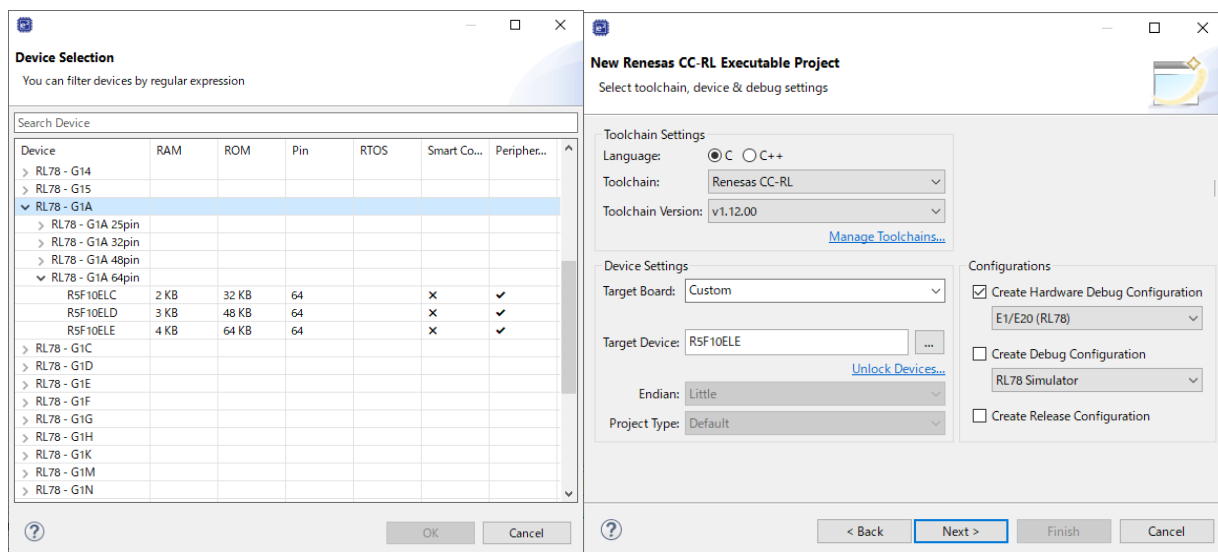 Device Selection
You can filter devices by regular expression
Search Device
Device RAM ROM Pin RTOS Smart Co... Peripher...
RL78 - G14
RL78 - G15
RL78 - G1A
RL78 - G1A 25pin
RL78 - G1A 32pin
RL78 - G1A 48pin
RL78 - G1A 64pin
R5F10ELC 2 KB 32 KB 64
R5F10ELD 3 KB 48 KB 64
R5F10ELE 4 KB 64 KB 64
RL78 - G1C
RL78 - G1D
RL78 - G1E
RL78 - G1F
RL78 - G1G
RL78 - G1H
RL78 - G1K
RL78 - G1M
RL78 - G1N
OK Cancel
New Renesas CC-RL Executable Project
Select toolchain, device & debug settings
Toolchain Settings
Language: C C++
Toolchain: Renesas CC-RL
Toolchain Version: v1.12.00
Manage Toolchains...
Device Settings
Target Board: Custom
Target Device: R5F10ELE ...
Unlock Devices...
Endian: Little
Project Type: Default
Configurations
Create Hardware Debug Configuration
E1/E20 (RL78)
Create Debug Configuration
RL78 Simulator
Create Release Configuration
< Back Next > Finish Cancel